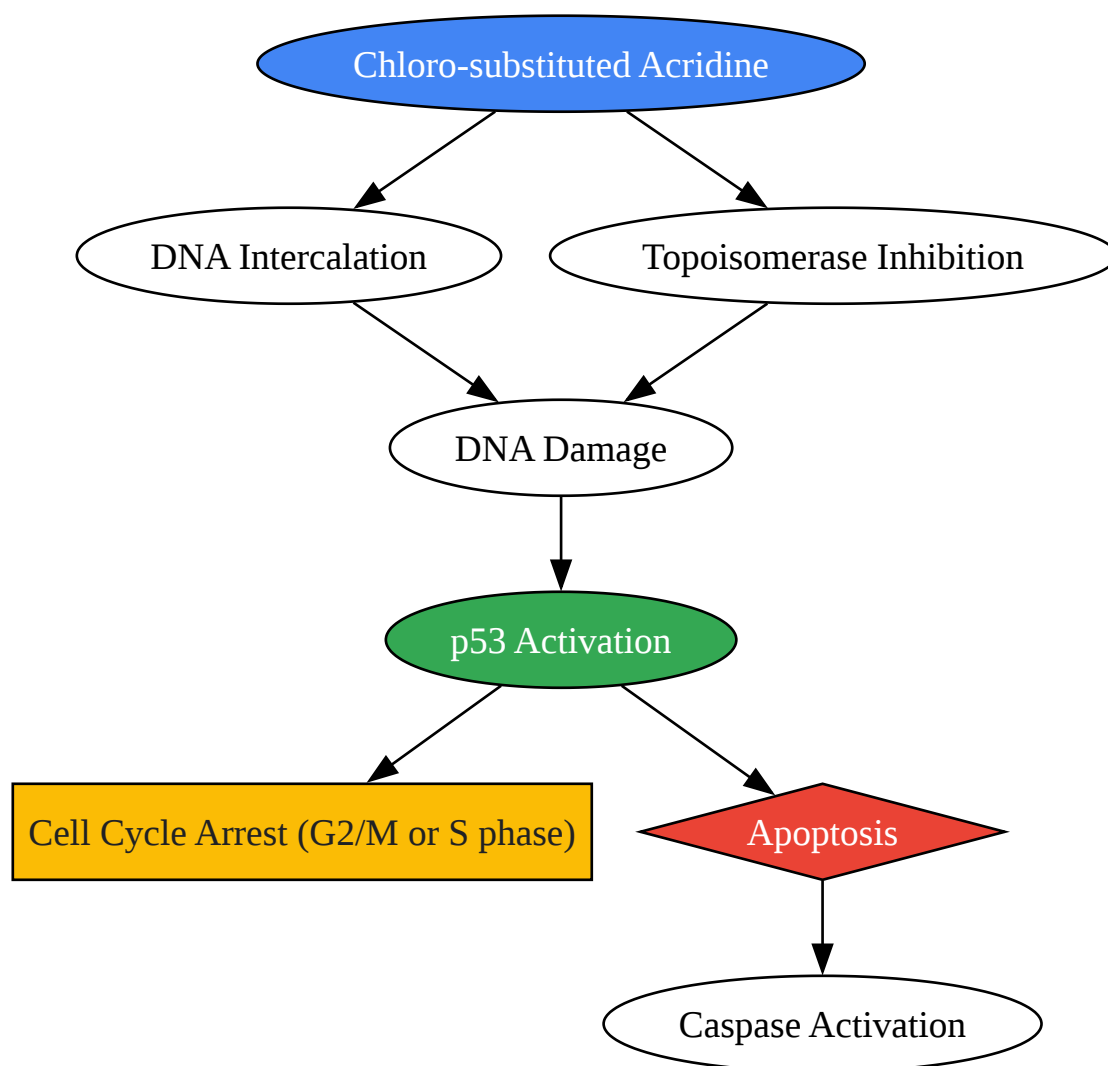 Chloro-substituted Acridine
DNA Intercalation
Topoisomerase Inhibition
DNA Damage
p53 Activation
Cell Cycle Arrest (G2/M or S phase)
Apoptosis
Caspase Activation